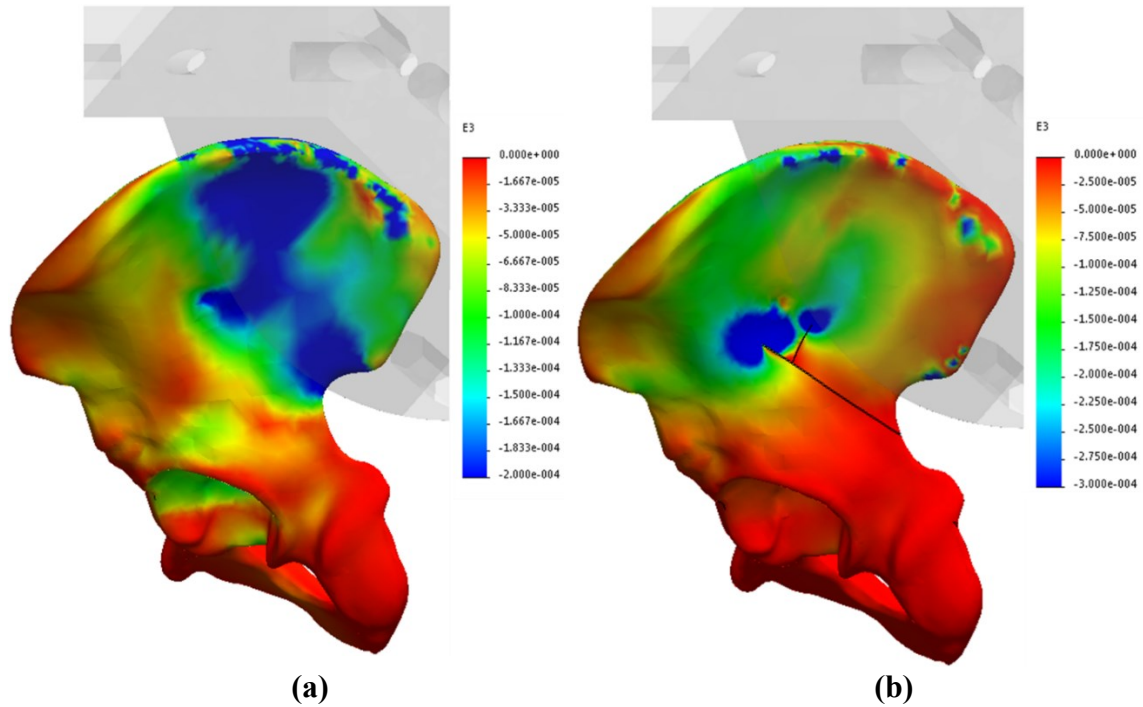 E3
0.000e+000
-1.667e-005
-3.333e-005
-5.000e-005
-6.667e-005
-8.333e-005
-1.000e-004
-1.167e-004
-1.333e-004
-1.500e-004
-1.667e-004
-1.833e-004
-2.000e-004
(a)
E3
0.000e+000
-2.500e-005
-5.000e-005
-7.500e-005
-1.000e-004
-1.250e-004
-1.500e-004
-1.750e-004
-2.000e-004
-2.250e-004
-2.500e-004
-2.750e-004
-3.000e-004
(b)